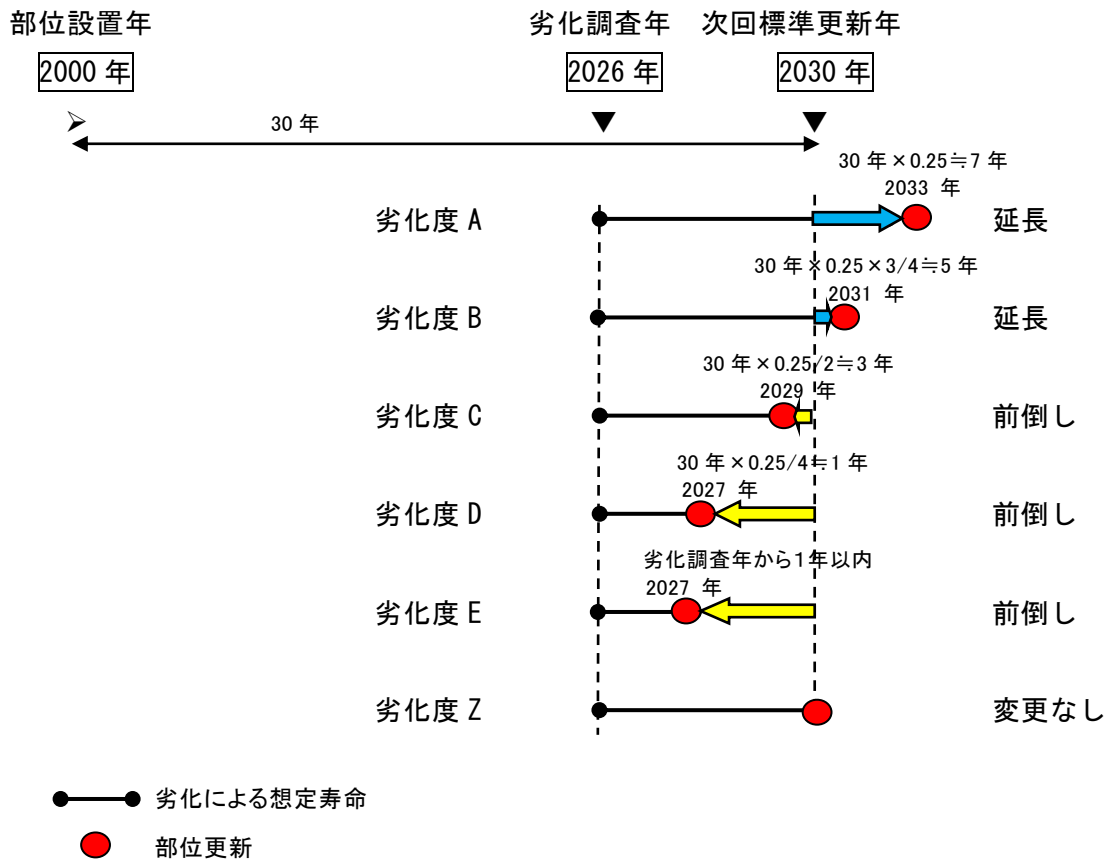 部位設置年 劣化調査年 次回標準更新年
2000 年 2026 年 2030 年
30 年
30 年×0.25≒7 年
2033 年
劣化度 A 延長
30 年×0.25×3/4≒5 年
2031 年
劣化度 B 延長
30 年×0.25/2≒3 年
2029 年
劣化度 C 前倒し
30 年×0.25/4≒1 年
2027 年
劣化度 D 前倒し
劣化調査年から1年以内
2027 年
劣化度 E 前倒し
劣化度 Z 変更なし
劣化による想定寿命
部位更新